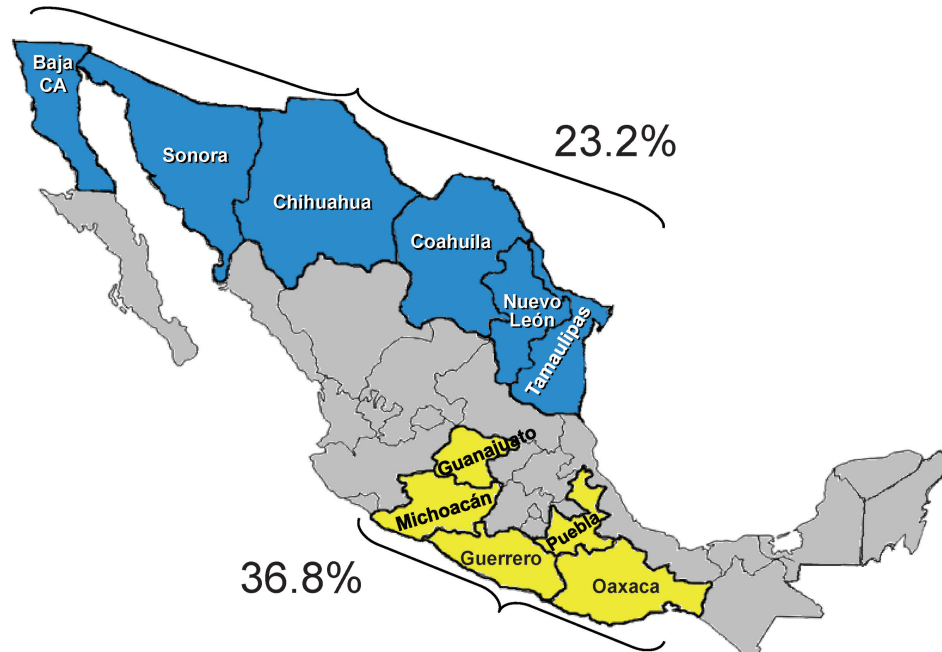 Baja
CA
23.2%
Sonora
Chihuahua
Coahuila
Nuevo
León
Tamaulipas
Guanajuato
Michoacán
Puebla
Guerrero
36.8%
Oaxaca